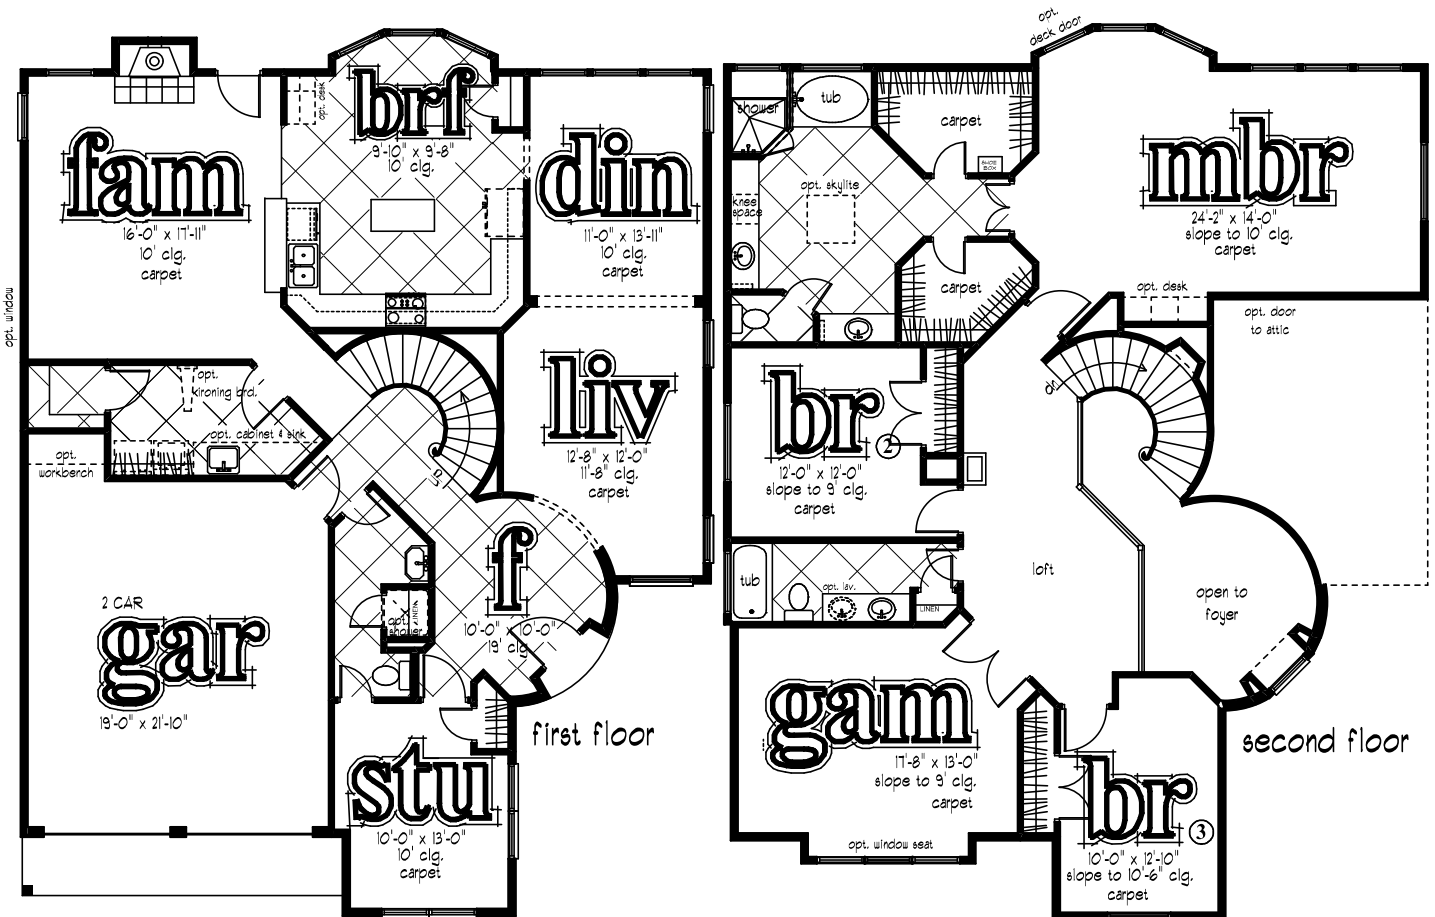 fam
16'-0" x 17'-11"
10' clg.
carpet
opt. window
opt. desk
brf
9'-10" x 9'-8"
10' clg.
din
11'-0" x 13'-11"
10' clg.
carpet
liv
12'-8" x 12'-0"
11'-8" clg.
carpet
opt.
ironing brd.
opt. cabinet & sink
opt.
workbench
up
2 CAR
gar
19'-0" x 21'-10"
f
10'-0" x 10'-0"
19' clg.
opt.
shower
LINEN
stu
10'-0" x 13'-0"
10' clg.
carpet
first floor
opt.
deck door
shower
tub
carpet
SHOE
BOX
knee
space
opt. skylite
carpet
mbr
24'-2" x 14'-0"
slope to 10' clg.
carpet
opt. desk
opt. door
to attic
dn
br
2
12'-0" x 12'-0
slope to 9' clg.
carpet
tub
opt. lav.
LINEN
loft
open to
foyer
gam
17'-8" x 13'-0"
slope to 9' clg.
carpet
opt. window seat
br
3
10'-0" x 12'-10"
slope to 10'-6" clg.
carpet
second floor